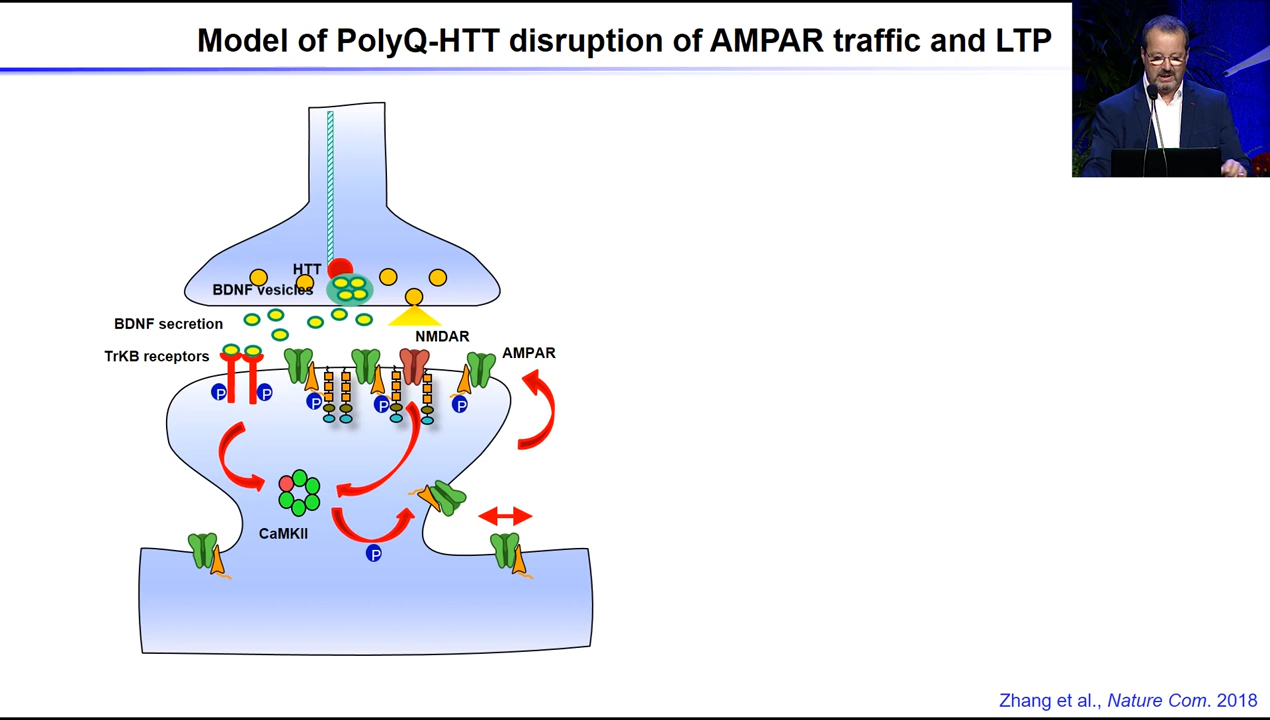 Model of PolyQ-HTT disruption of AMPAR traffic and LTP
HTT
BDNF vesicles
BDNF secretion
NMDAR
TrKB receptors
AMPAR
P
P
P
P
P
CaMKII
P
Zhang et al., Nature Com. 2018